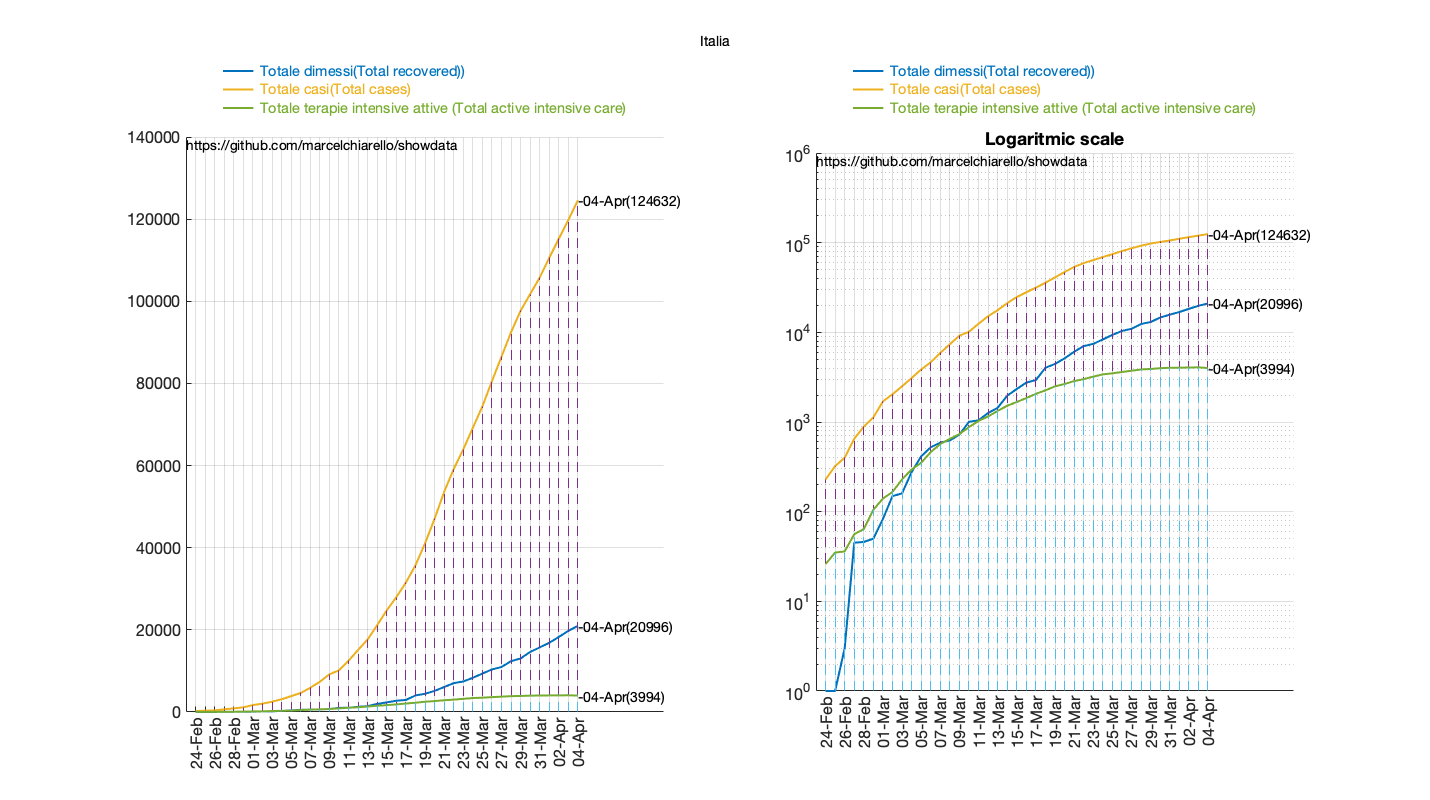 Italia
Totale dimessi(Total recovered))
Totale casi(Total cases)
Totale terapie intensive attive (Total active intensive care)
140000
https://github.com/marcelchiarello/showdata
120000
100000
80000
60000
40000
20000
0
-04-Apr(124632)
-04-Apr(20996)
-04-Apr(3994)
24-Feb
26-Feb
28-Feb
01-Mar
03-Mar
05-Mar
07-Mar
09-Mar
11-Mar
13-Mar
15-Mar
17-Mar
19-Mar
21-Mar
23-Mar
25-Mar
27-Mar
29-Mar
31-Mar
02-Apr
04-Apr
Totale dimessi(Total recovered))
Totale casi(Total cases)
Totale terapie intensive attive (Total active intensive care)
Logaritmic scale
10^6
https://github.com/marcelchiarello/showdata
10^5
10^4
10^3
10^2
10^1
10^0
-04-Apr(124632)
-04-Apr(20996)
-04-Apr(3994)
24-Feb
26-Feb
28-Feb
01-Mar
03-Mar
05-Mar
07-Mar
09-Mar
11-Mar
13-Mar
15-Mar
17-Mar
19-Mar
21-Mar
23-Mar
25-Mar
27-Mar
29-Mar
31-Mar
02-Apr
04-Apr